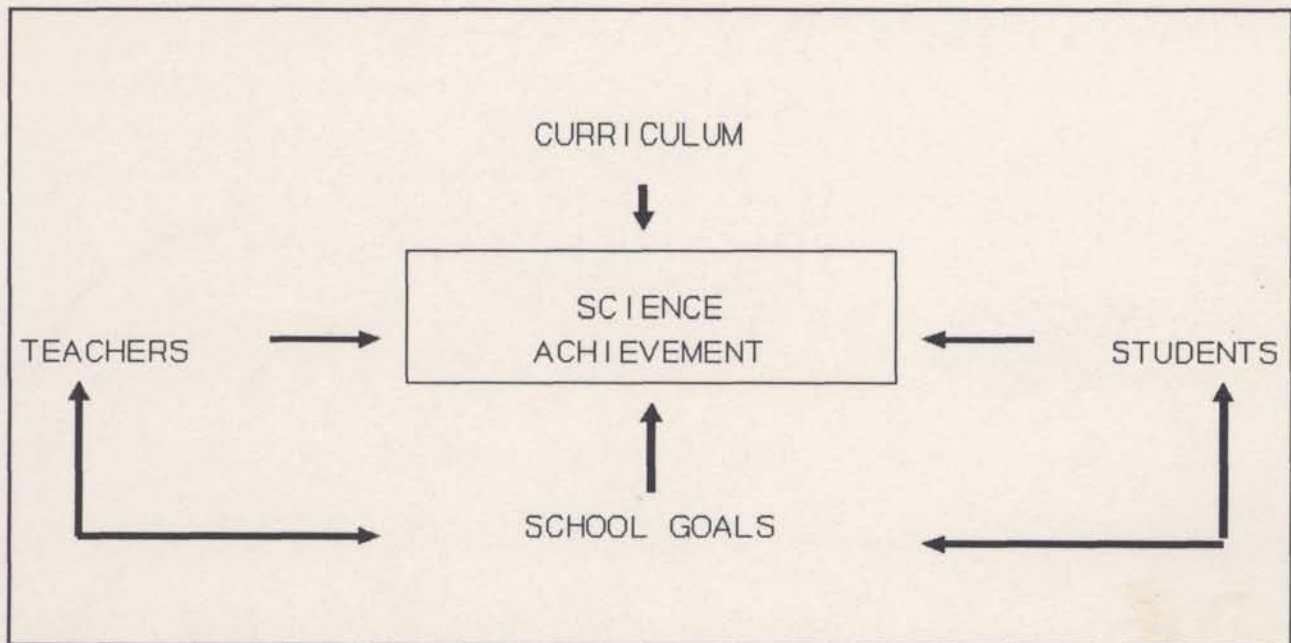 CURRICULUM
SCIENCE
ACHIEVEMENT
TEACHERS
STUDENTS
SCHOOL GOALS